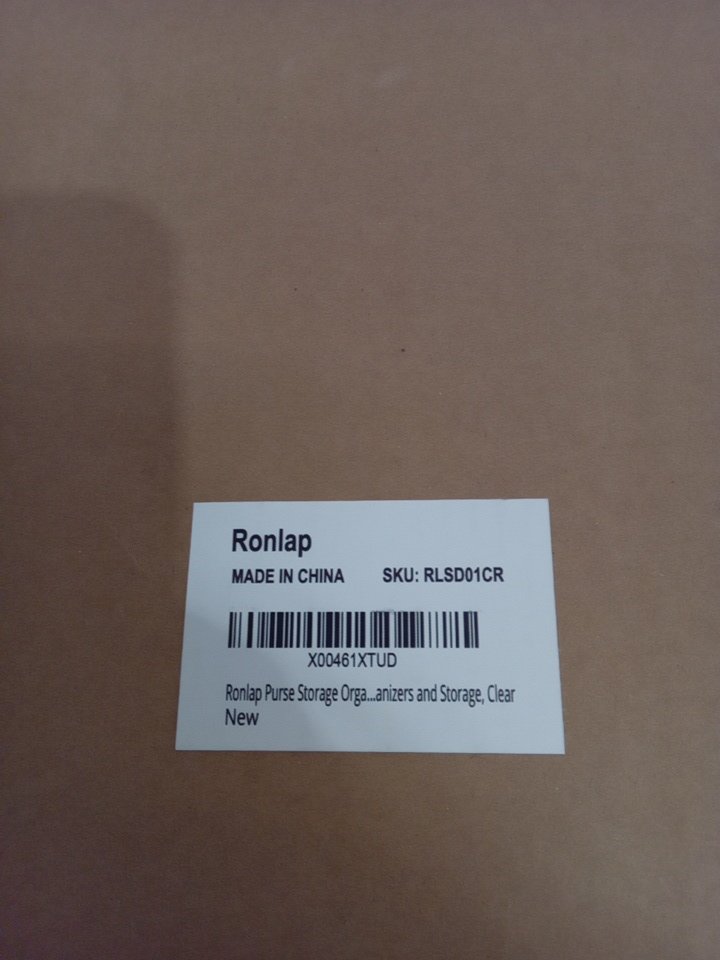 Ronlap
MADE IN CHINA SKU: RLSD01CR
X00461XTUD
Ronlap Purse Storage Orga...anizers and Storage, Clear
New